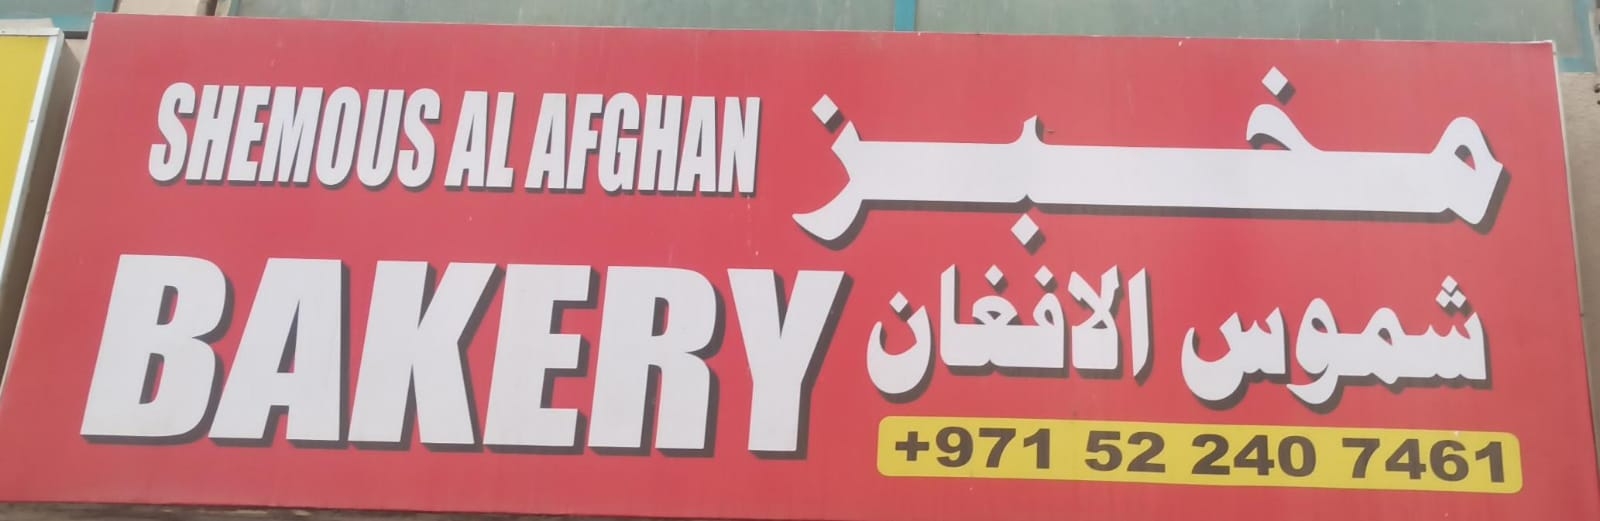 SHEMOUS AL AFGHAN
BAKERY
مخبز
شموس الافغان
+971 52 240 7461